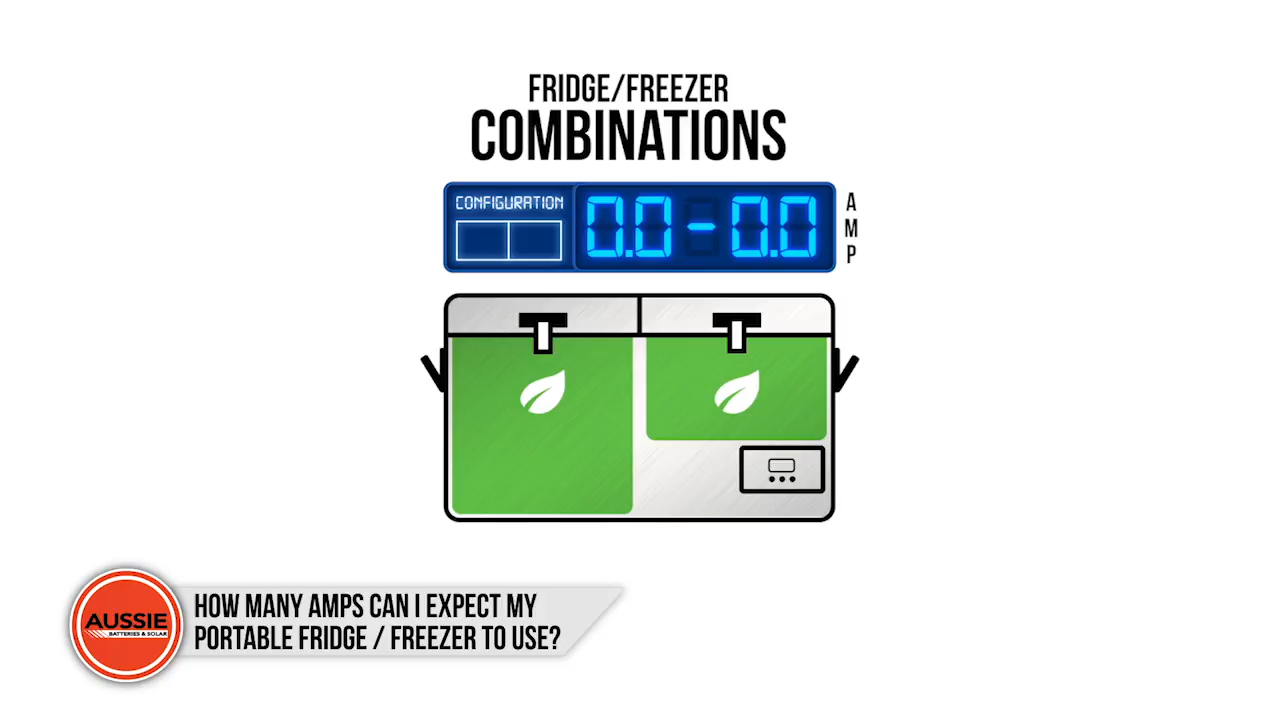 FRIDGE/FREEZER
COMBINATIONS
CONFIGURATION
0.0 - 0.0
AMP
AUSSIE
BATTERIES & SOLAR
HOW MANY AMPS CAN I EXPECT MY
PORTABLE FRIDGE / FREEZER TO USE?